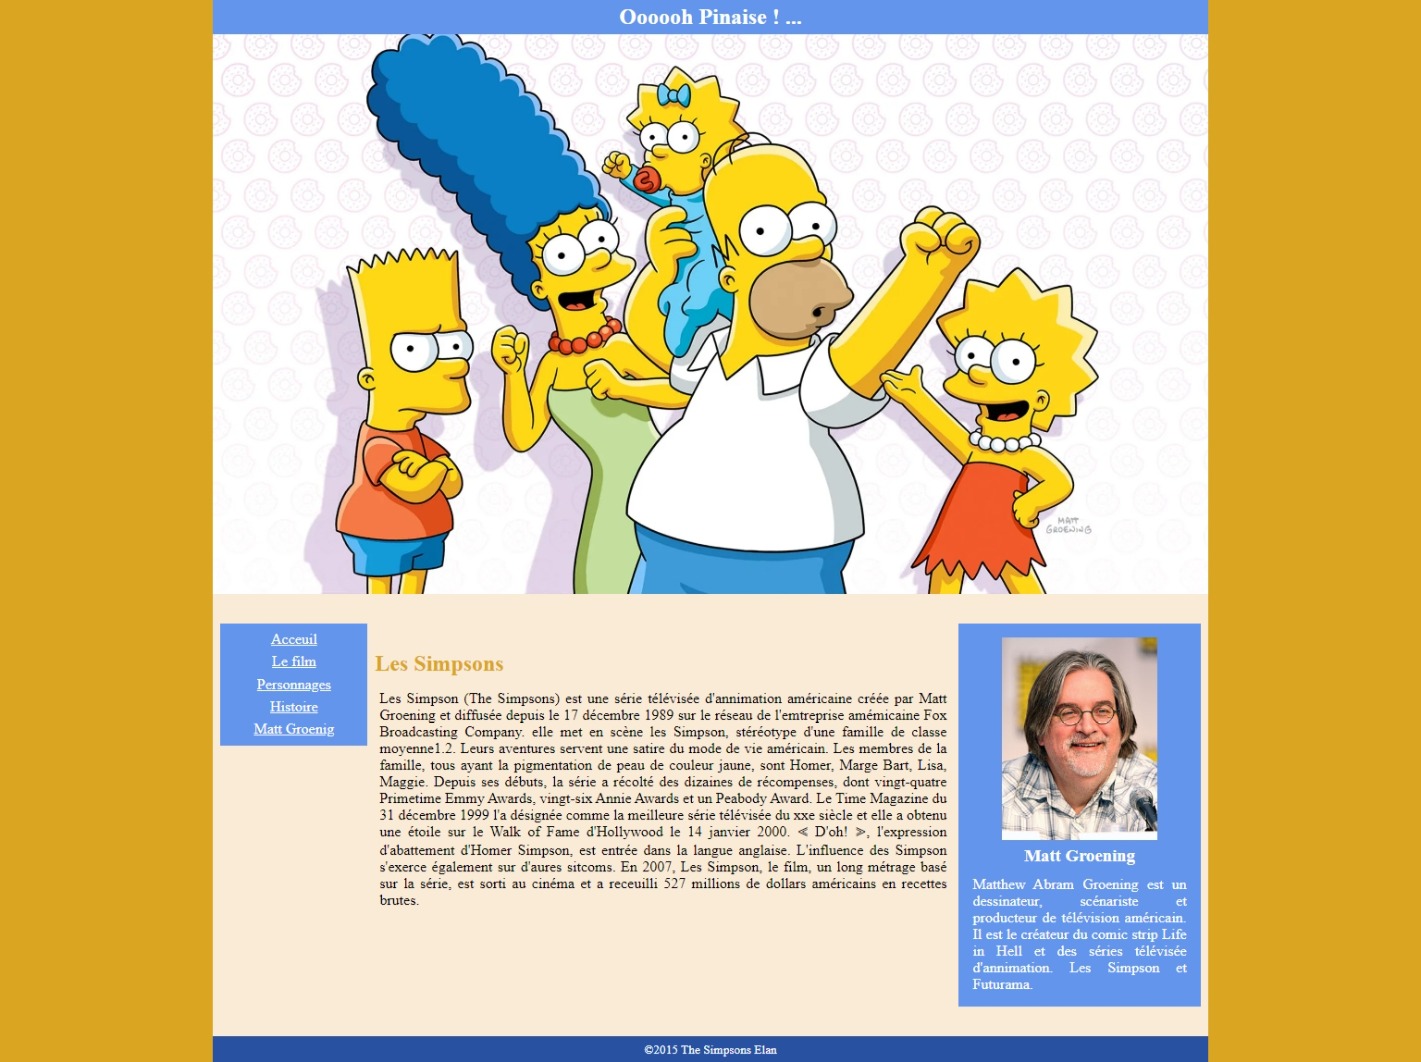 Oooooh Pinaise ! ...
MATT
GROENING
Acceuil
Le film
Personnages
Histoire
Matt Groenig
Les Simpsons
Les Simpson (The Simpsons) est une série télévisée d'annimation américaine créée par Matt
Groening et diffusée depuis le 17 décembre 1989 sur le réseau de l'emtreprise amémicaine Fox
Broadcasting Company. elle met en scène les Simpson, stéréotype d'une famille de classe
moyenne1.2. Leurs aventures servent une satire du mode de vie américain. Les membres de la
famille, tous ayant la pigmentation de peau de couleur jaune, sont Homer, Marge Bart, Lisa,
Maggie. Depuis ses débuts, la série a récolté des dizaines de récompenses, dont vingt-quatre
Primetime Emmy Awards, vingt-six Annie Awards et un Peabody Award. Le Time Magazine du
31 décembre 1999 l'a désignée comme la meilleure série télévisée du xxe siècle et elle a obtenu
une étoile sur le Walk of Fame d'Hollywood le 14 janvier 2000. ⪡ D'oh! ⪢, l'expression
d'abattement d'Homer Simpson, est entrée dans la langue anglaise. L'influence des Simpson
s'exerce également sur d'aures sitcoms. En 2007, Les Simpson, le film, un long métrage basé
sur la série, est sorti au cinéma et a receuilli 527 millions de dollars américains en recettes
brutes.
Matt Groening
Matthew Abram Groening est un
dessinateur, scénariste et
producteur de télévision américain.
Il est le créateur du comic strip Life
in Hell et des séries télévisée
d'annimation. Les Simpson et
Futurama.
©2015 The Simpsons Elan